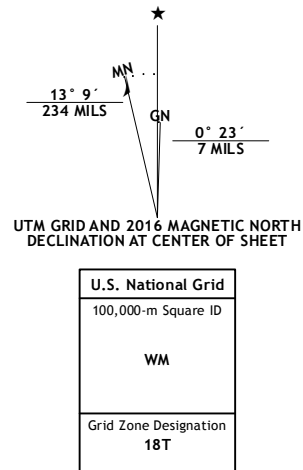 ★
MN
GN
13° 9´
234 MILS
0° 23´
7 MILS
UTM GRID AND 2016 MAGNETIC NORTH
DECLINATION AT CENTER OF SHEET
U.S. National Grid
100,000-m Square ID
WM
Grid Zone Designation
18T